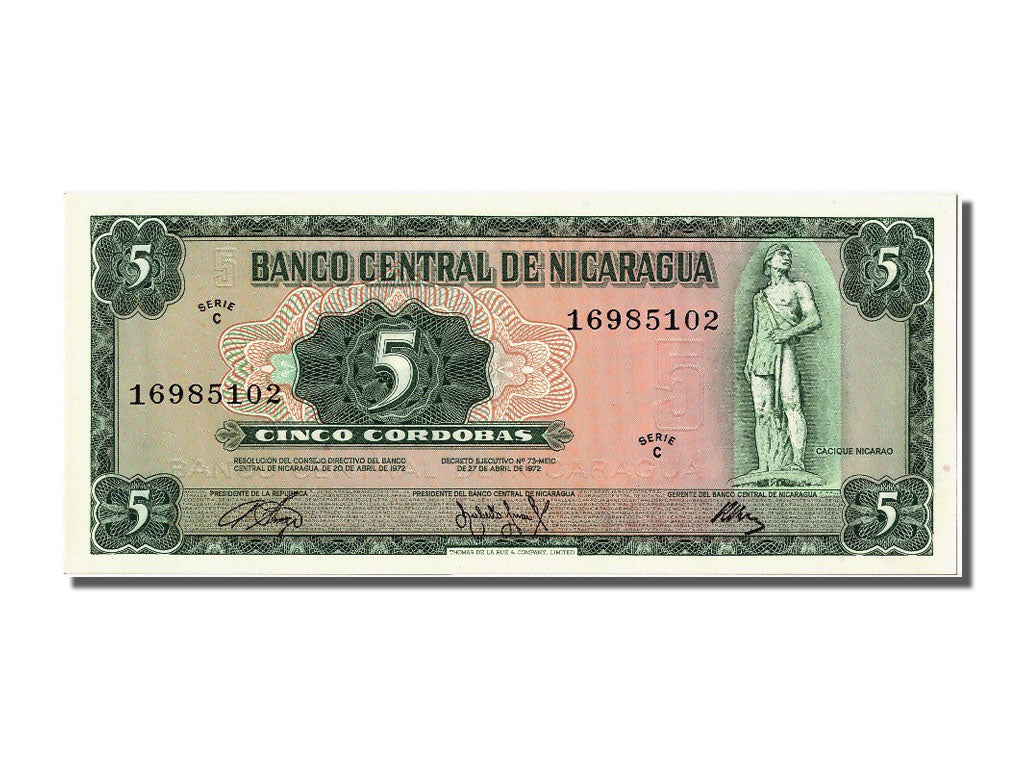 5 5
BANCO CENTRAL DE NICARAGUA
SERIE
C
16985102
5
16985102
CINCO CORDOBAS
SERIE
C
CACIQUE NICARAO
RESOLUCION DEL CONSEJO DIRECTIVO DEL BANCO
CENTRAL DE NICARAGUA, DE 20, DE ABRIL DE 1972
DECRETO EJECUTIVO Nº 73-MEIC
DE 27 DE ABRIL DE 1972
5 5
PRESIDENTE DE LA REPUBLICA
PRESIDENTE DEL BANCO CENTRAL DE NICARAGUA
GERENTE DEL BANCO CENTRAL DE NICARAGUA
THOMAS DE LA RUE & COMPANY, LIMITED